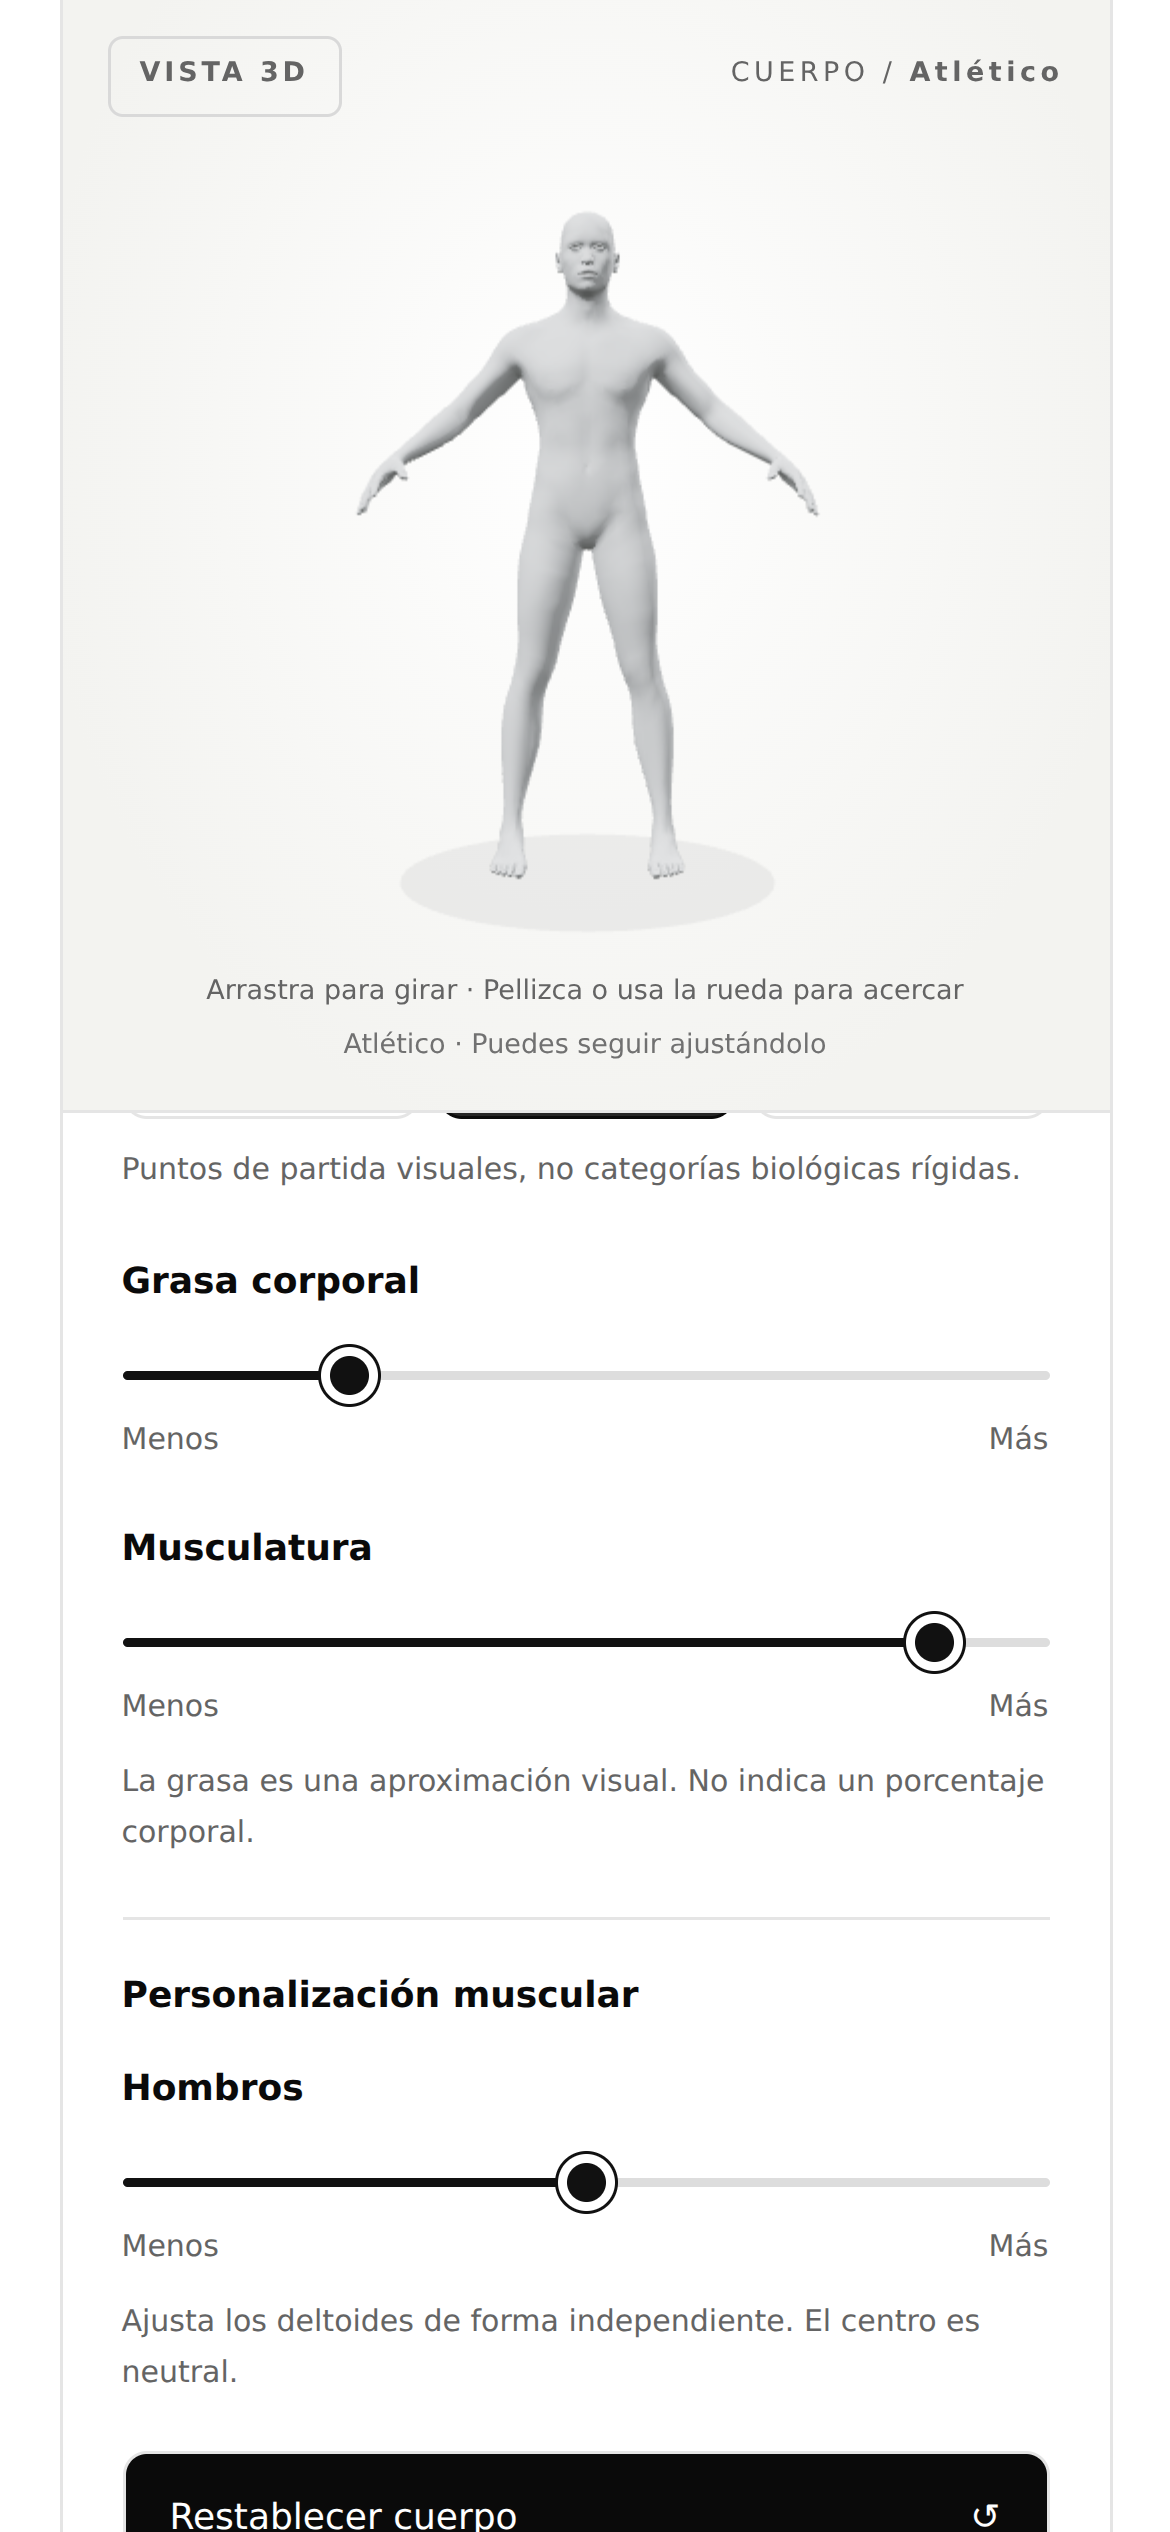 VISTA 3D
CUERPO / Atlético
Arrastra para girar · Pellizca o usa la rueda para acercar
Atlético · Puedes seguir ajustándolo
Puntos de partida visuales, no categorías biológicas rígidas.
Grasa corporal
Menos
Más
Musculatura
Menos
Más
La grasa es una aproximación visual. No indica un porcentaje
corporal.
Personalización muscular
Hombros
Menos
Más
Ajusta los deltoides de forma independiente. El centro es
neutral.
Restablecer cuerpo ↺